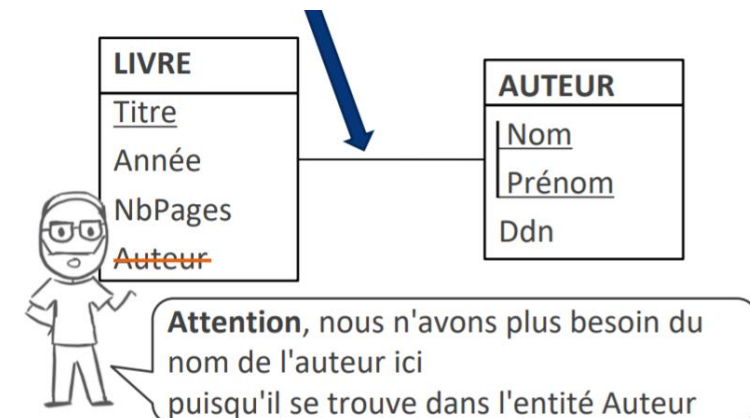 LIVRE
Titre
Année
NbPages
Auteur
AUTEUR
Nom
Prénom
Ddn
Attention, nous n'avons plus besoin du
nom de l'auteur ici
puisqu'il se trouve dans l'entité Auteur